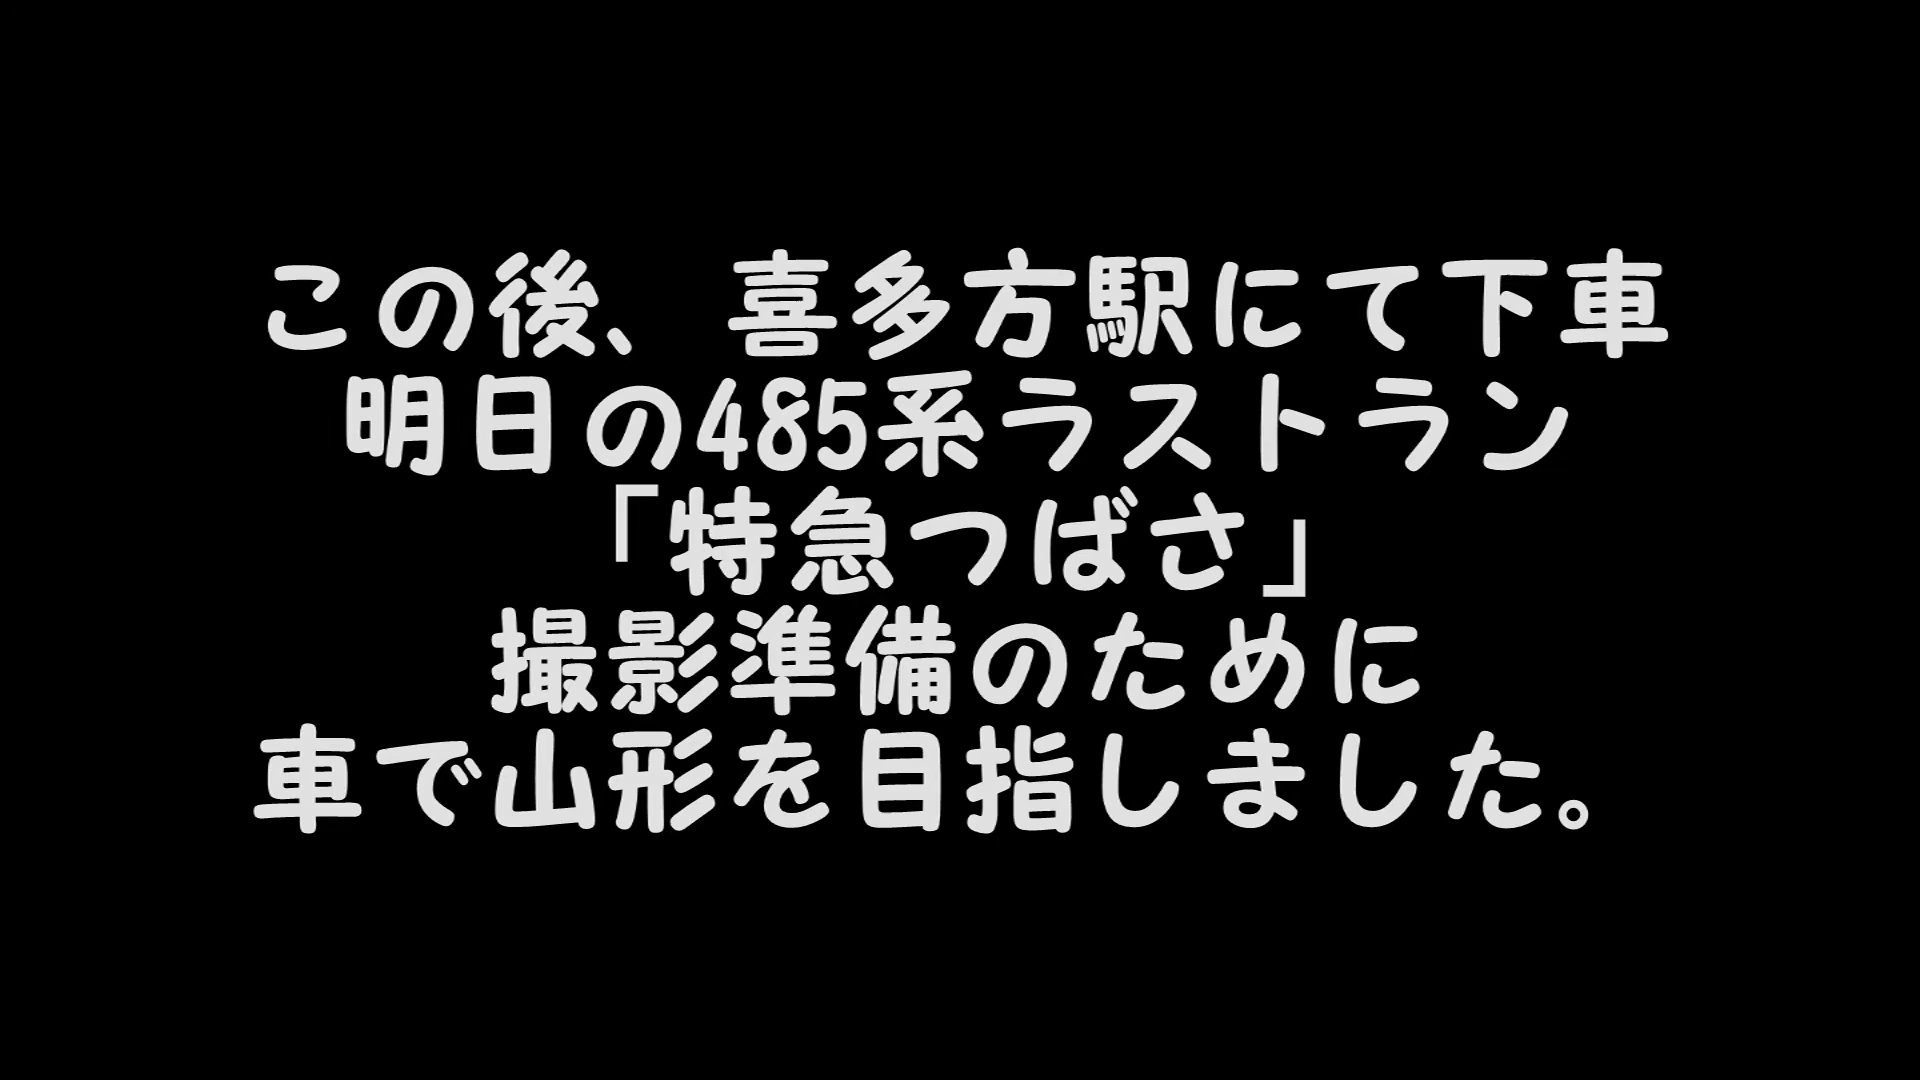 この後、喜多方駅にて下車
明日の485系ラストラン
「特急つばさ」
撮影準備のために
車で山形を目指しました。